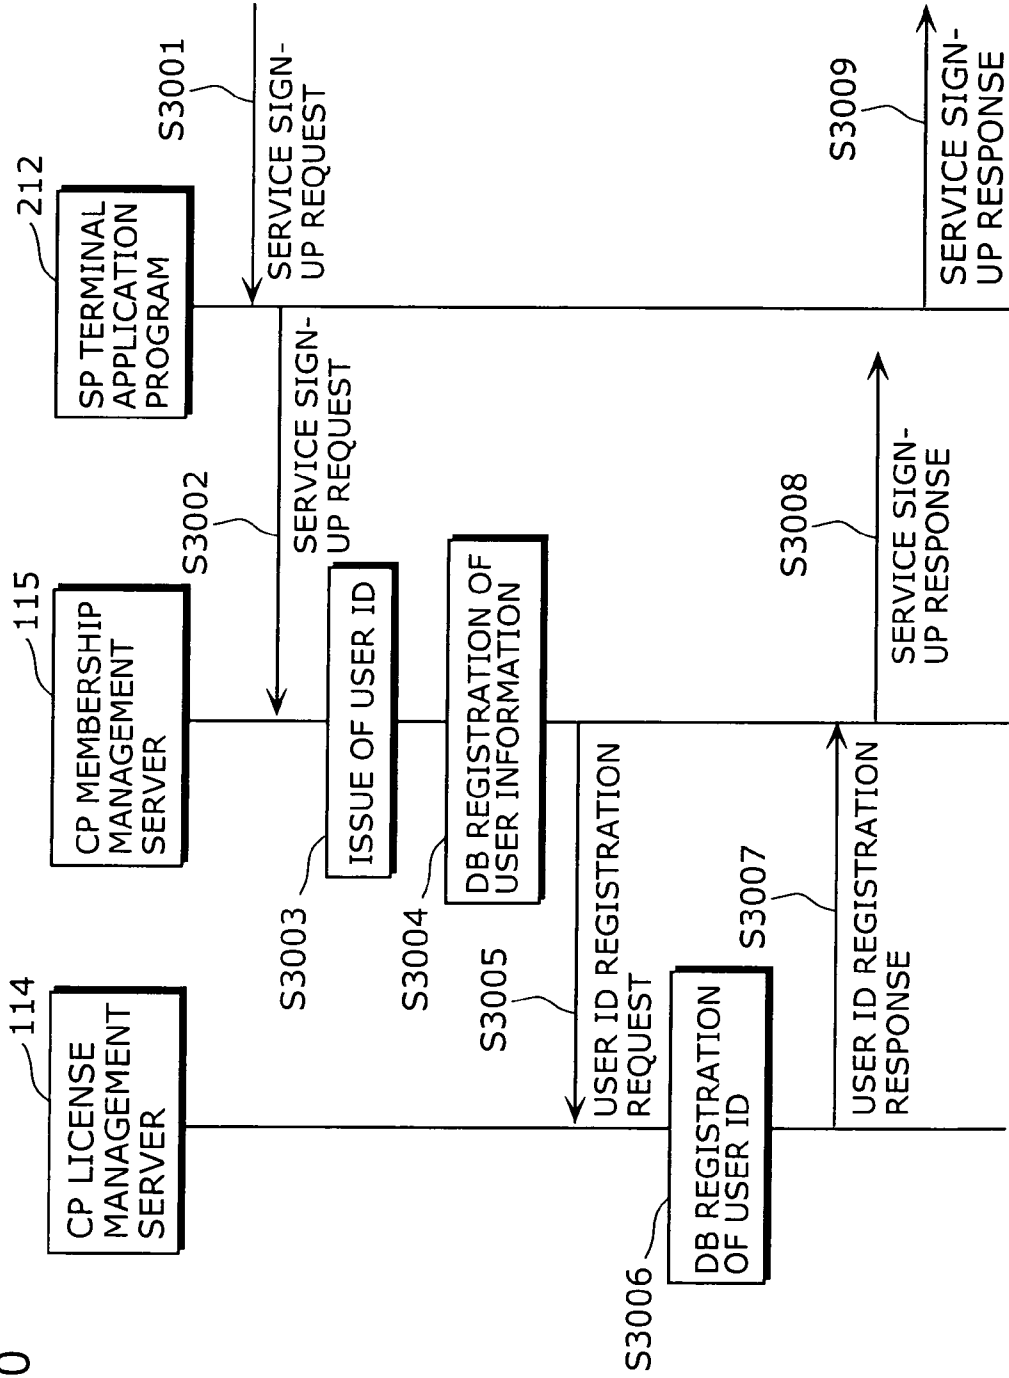 0
114
CP LICENSE
MANAGEMENT
SERVER
115
CP MEMBERSHIP
MANAGEMENT
SERVER
212
SP TERMINAL
APPLICATION
PROGRAM
S3001
SERVICE SIGN-
UP REQUEST
S3002
SERVICE SIGN-
UP REQUEST
S3003
ISSUE OF USER ID
S3004
DB REGISTRATION OF
USER INFORMATION
S3005
USER ID REGISTRATION
REQUEST
S3006
DB REGISTRATION
OF USER ID
S3007
USER ID REGISTRATION
RESPONSE
S3008
SERVICE SIGN-
UP RESPONSE
S3009
SERVICE SIGN-
UP RESPONSE